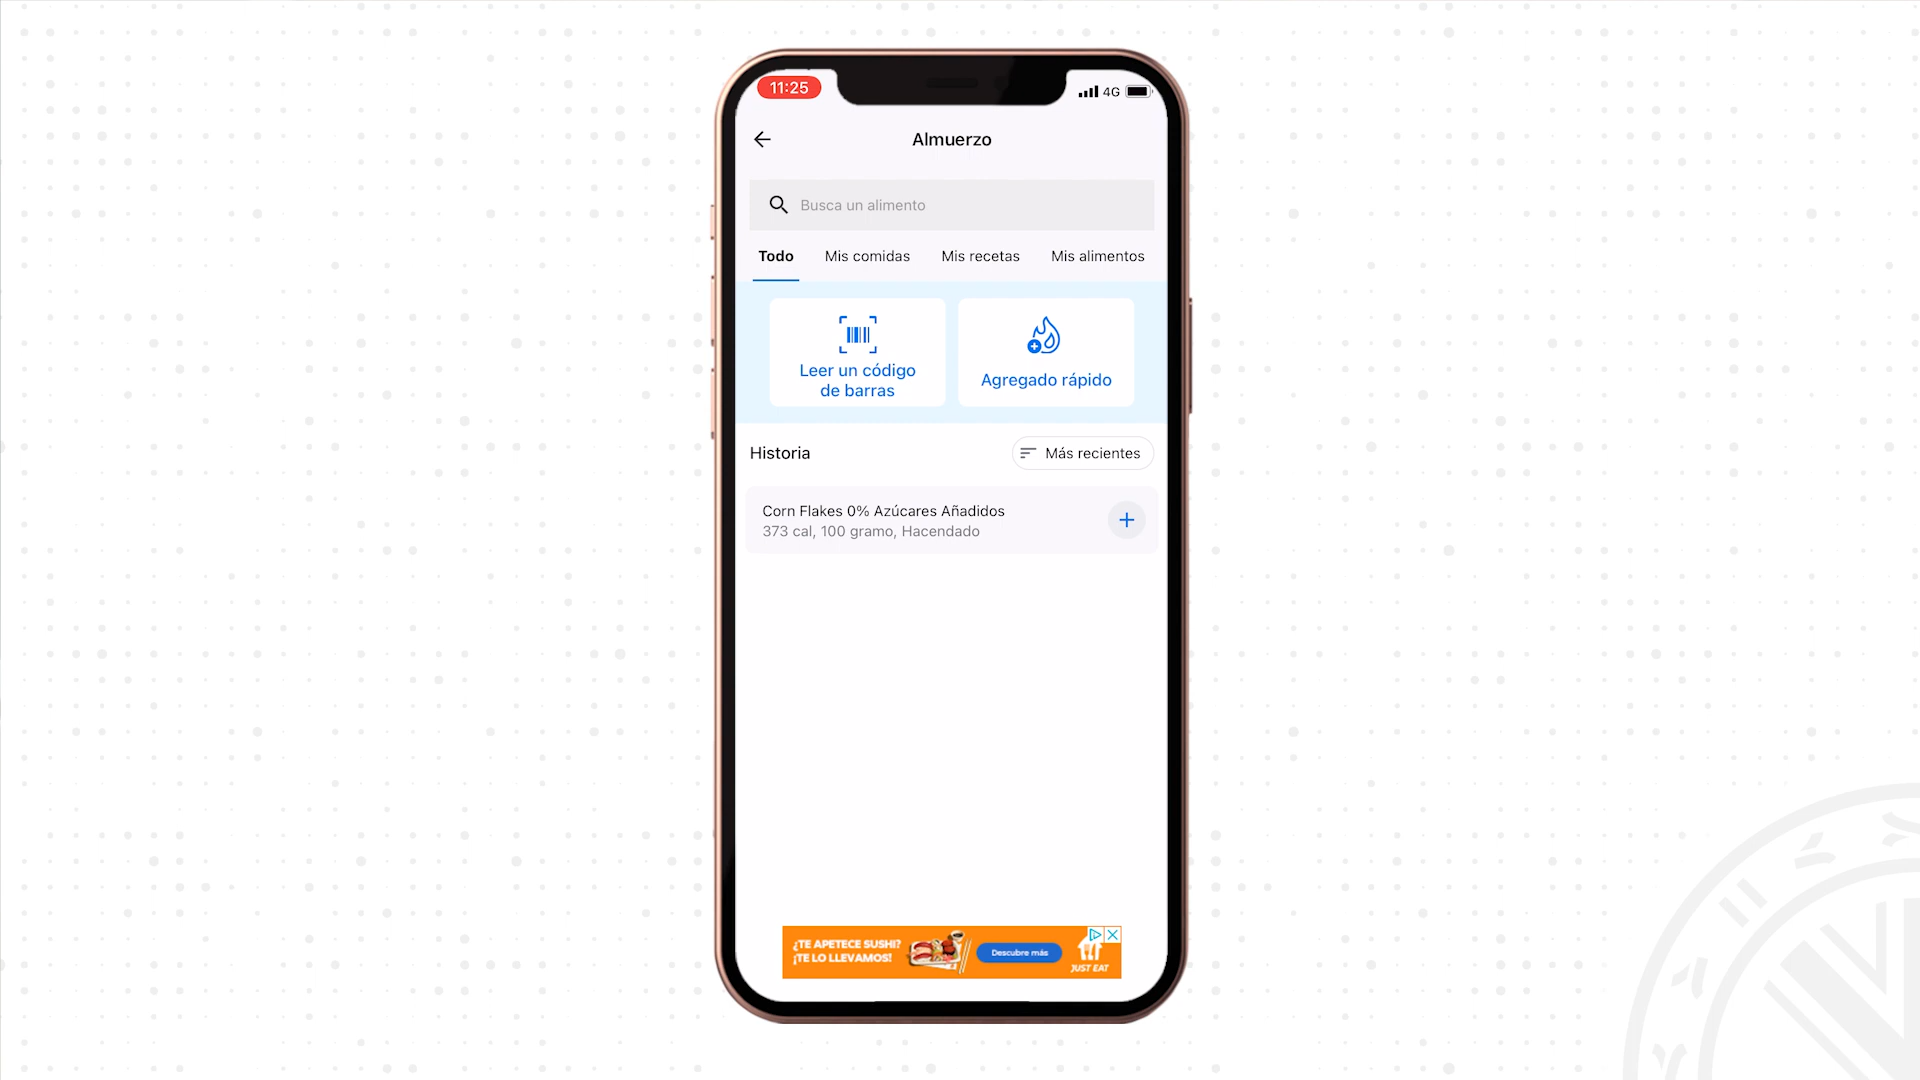 11:25
4G
Almuerzo
Busca un alimento
Todo
Mis comidas
Mis recetas
Mis alimentos
Leer un código
de barras
Agregado rápido
Historia
Más recientes
Corn Flakes 0% Azúcares Añadidos
373 cal, 100 gramo, Hacendado
¿TE APETECE SUSHI?
¡TE LO LLEVAMOS!
Descubre más
JUST EAT